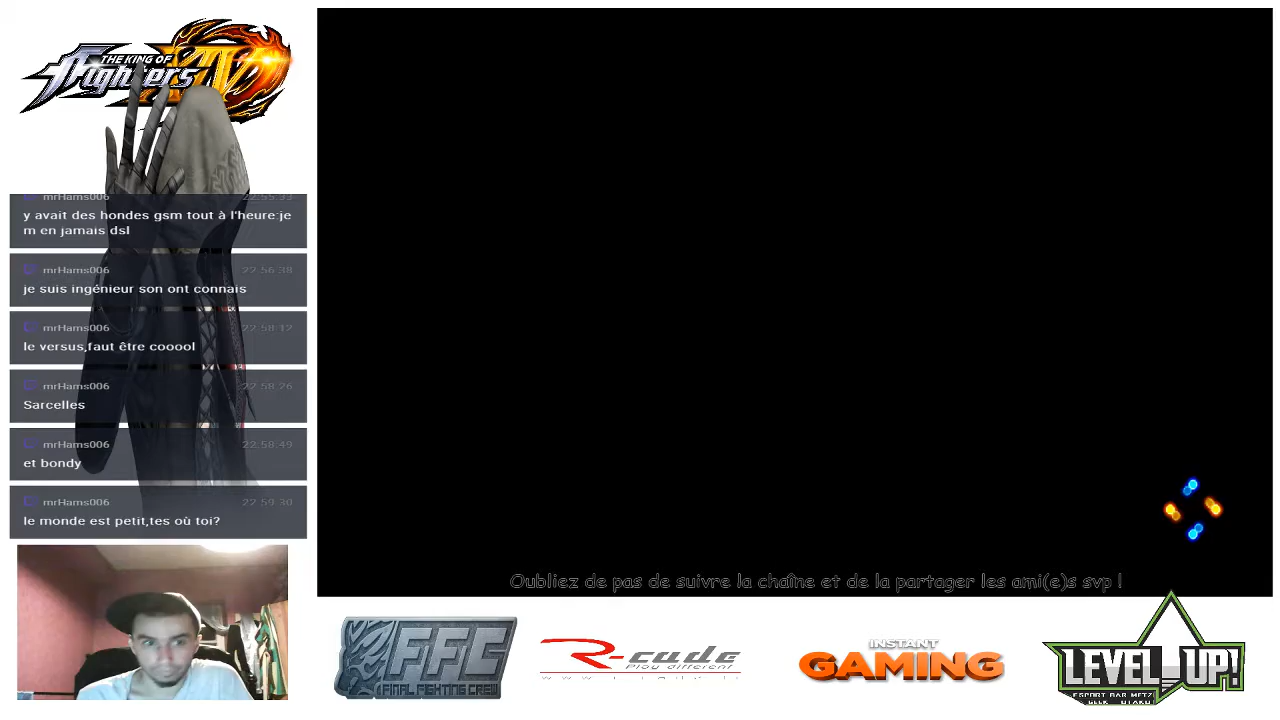 THE KING OF
Fighters XIV
mrHams006 22:55:33
y avait des hondes gsm tout à l'heure:je
m en jamais dsl
mrHams006 22:56:38
je suis ingénieur son ont connais
mrHams006 22:58:12
le versus,faut être cooool
mrHams006 22:58:26
Sarcelles
mrHams006 22:58:49
et bondy
mrHams006 22:59:30
le monde est petit,tes où toi?
Oubliez de pas de suivre la chaîne et de la partager les ami(e)s svp !
FFC
FINAL FIGHTING CREW
R-cade
Play different
INSTANT
GAMING
LEVEL UP!
ESPORT BAR METZ
GEEK OTAKU